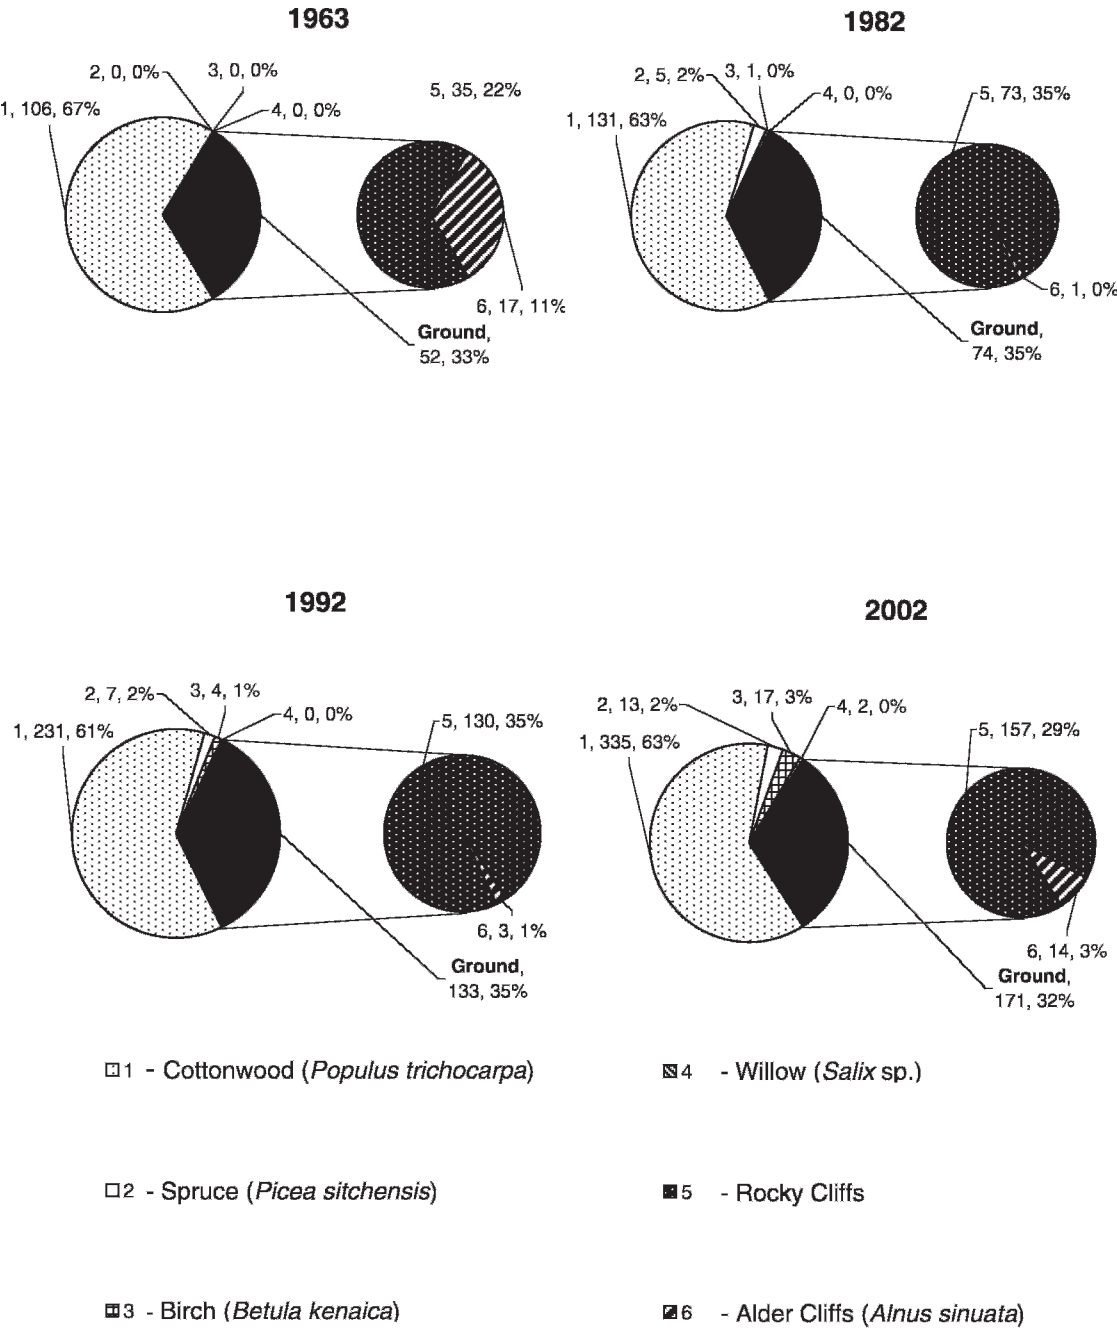 1963
2, 0, 0%
3, 0, 0%
5, 35, 22%
1, 106, 67%
4, 0, 0%
6, 17, 11%
Ground,
52, 33%
1982
2, 5, 2%
3, 1, 0%
4, 0, 0%
5, 73, 35%
1, 131, 63%
6, 1, 0%
Ground,
74, 35%
1992
2, 7, 2%
3, 4, 1%
4, 0, 0%
1, 231, 61%
5, 130, 35%
6, 3, 1%
Ground,
133, 35%
2002
2, 13, 2%
3, 17, 3%
4, 2, 0%
1, 335, 63%
5, 157, 29%
6, 14, 3%
Ground,
171, 32%
1 - Cottonwood (Populus trichocarpa)
4 - Willow (Salix sp.)
2 - Spruce (Picea sitchensis)
5 - Rocky Cliffs
3 - Birch (Betula kenaica)
6 - Alder Cliffs (Alnus sinuata)